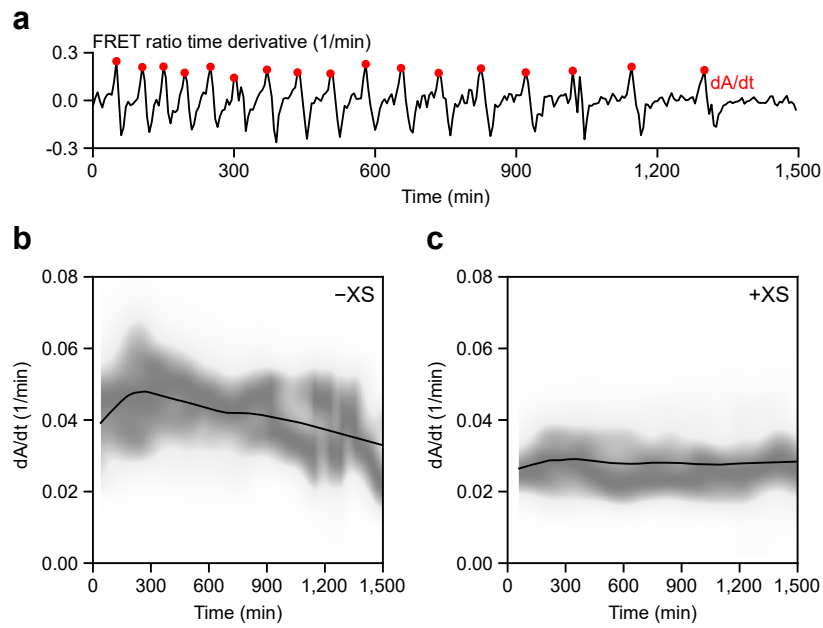 a
FRET ratio time derivative (1/min)
0.3
dA/dt
0.0
-0.3
0 300 600 900 1,200 1,500
Time (min)
b
−XS
0.08
0.06
0.04
0.02
0.00
dA/dt (1/min)
0 300 600 900 1,200 1,500
Time (min)
c
+XS
0.08
0.06
0.04
0.02
0.00
dA/dt (1/min)
0 300 600 900 1,200 1,500
Time (min)